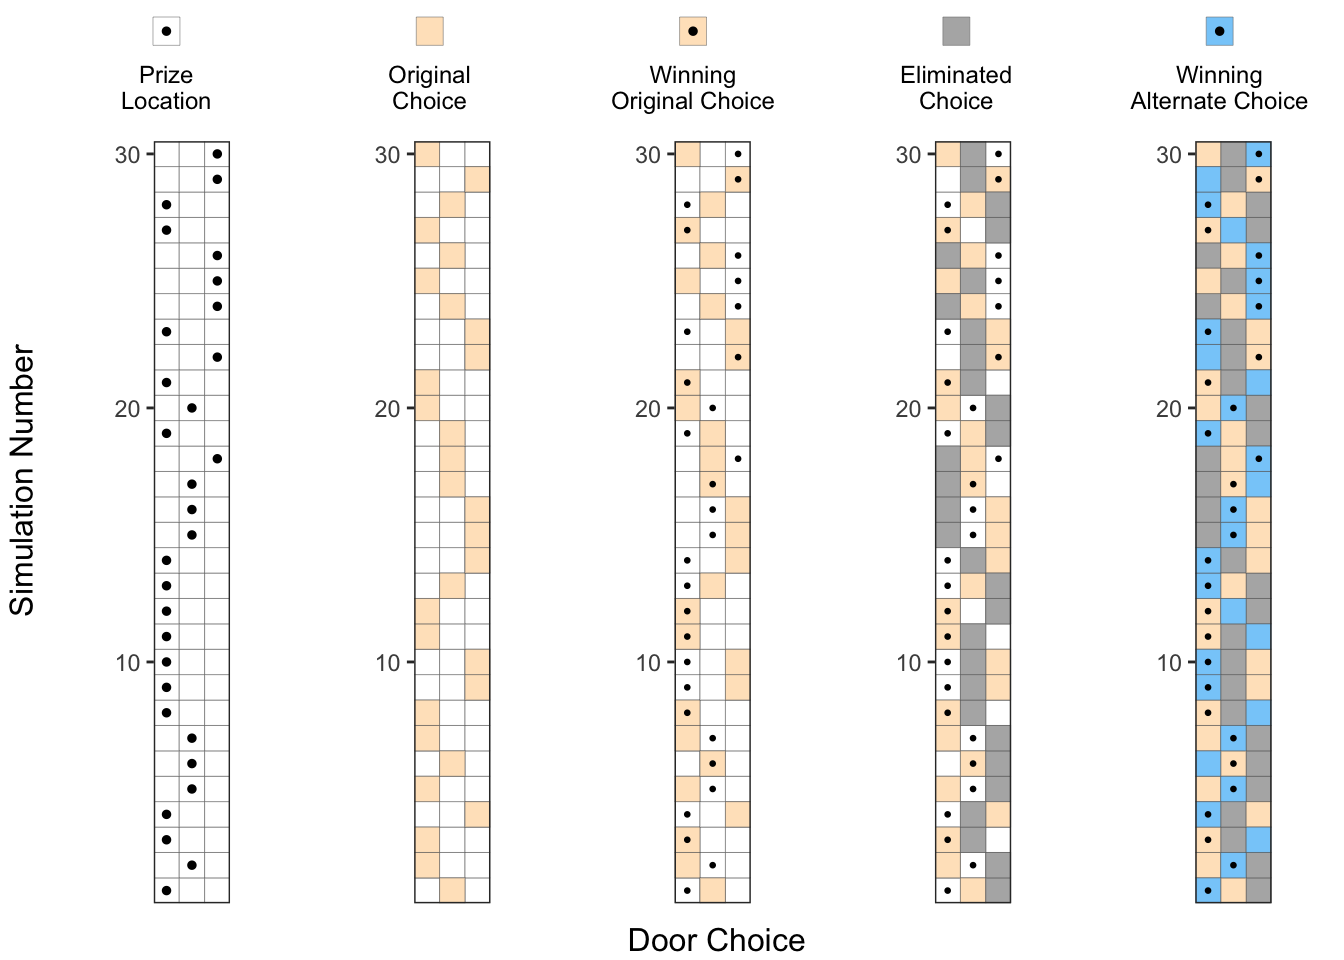 Prize
Location
Original
Choice
Winning
Original Choice
Eliminated
Choice
Winning
Alternate Choice
30
20
10
30
20
10
30
20
10
30
20
10
30
20
10
Simulation Number
Door Choice